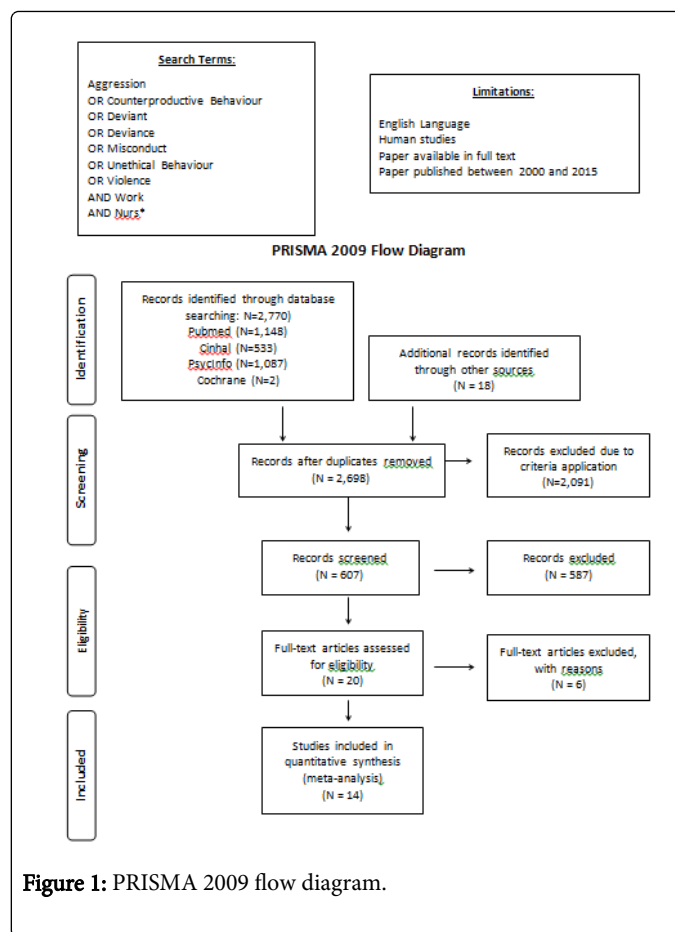 Search Terms:
Aggression
OR Counterproductive Behaviour
OR Deviant
OR Deviance
OR Misconduct
OR Unethical Behaviour
OR Violence
AND Work
AND Nurs*
Limitations:
English Language
Human studies
Paper available in full text
Paper published between 2000 and 2015
PRISMA 2009 Flow Diagram
Identification
Records identified through database
searching: N=2,770
Pubmed (N=1,148)
Cinhal (N=533)
PsycInfo (N=1,087)
Cochrane (N=2)
Additional records identified
through other sources
(N = 18)
Screening
Records after duplicates removed
(N = 2,698)
Records excluded due to
criteria application
(N=2,091)
Records screened
(N = 607)
Records excluded
(N = 587)
Eligibility
Full-text articles assessed
for eligibility
(N = 20)
Full-text articles excluded,
with reasons
(N = 6)
Included
Studies included in
quantitative synthesis
(meta-analysis)
(N = 14)
Figure 1: PRISMA 2009 flow diagram.